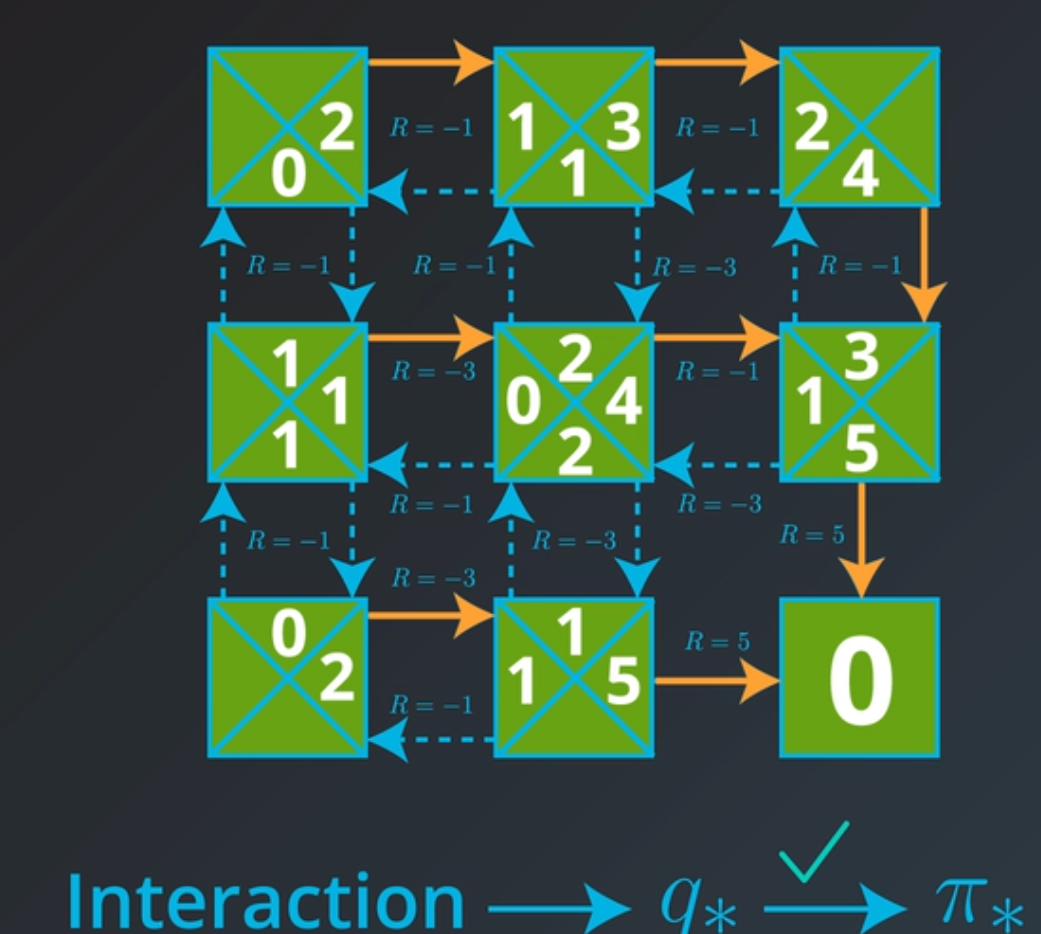 2 R = −1 1 3 R = −1 2
0 1 4
R = −1 R = −1 R = −3 R = −1
1 2 3
1 R = −3 0 4 R = −1 1
1 2 5
R = −1 R = −3
R = −1 R = −3 R = 5
R = −3
0 1 R = 5
2 1 5 0
R = −1
Interaction q* π*